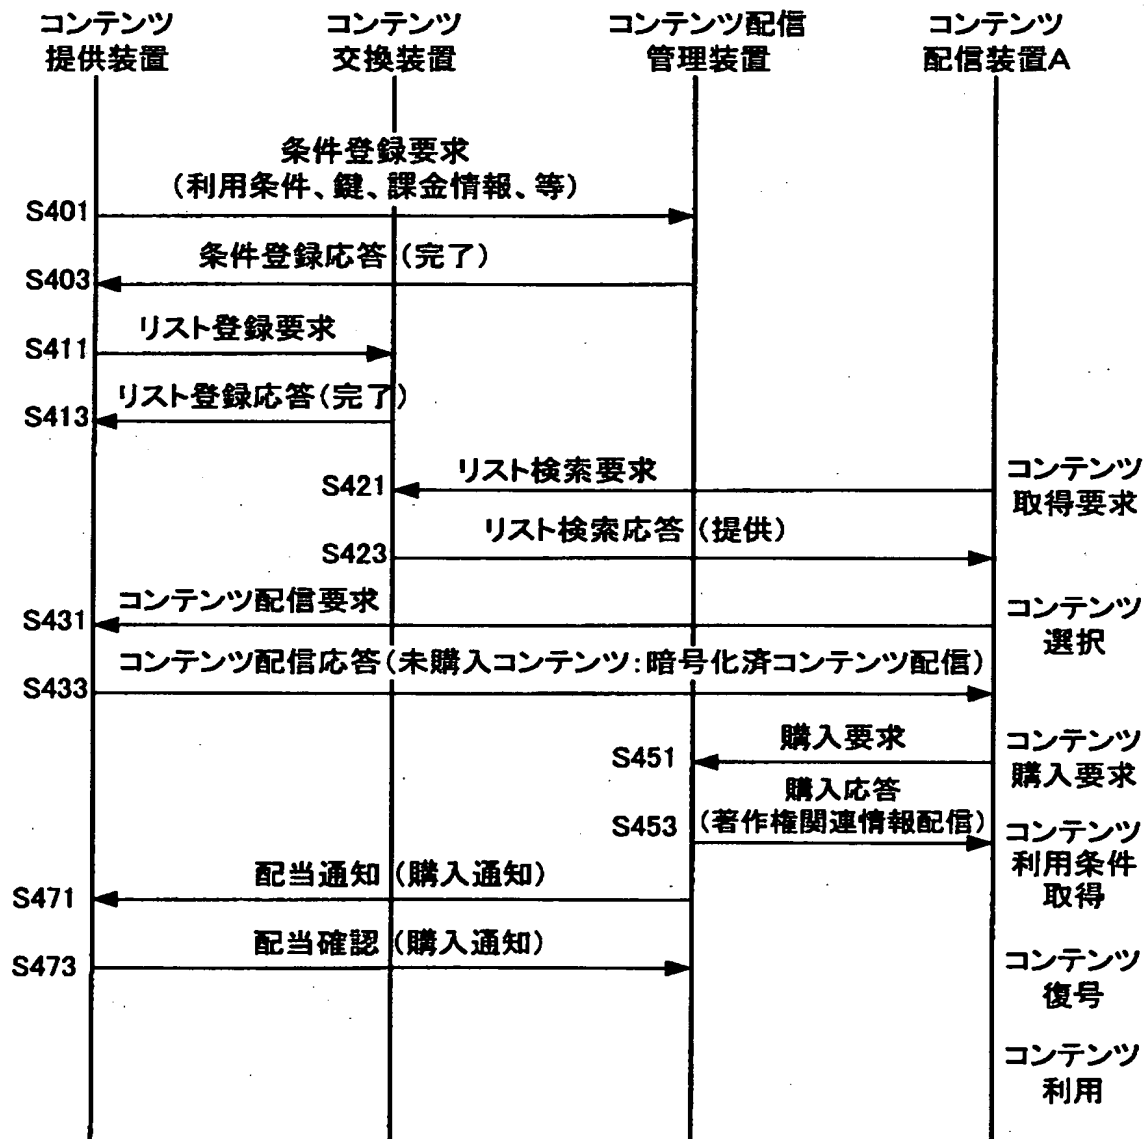 コンテンツ
提供装置
コンテンツ
交換装置
コンテンツ配信
管理装置
コンテンツ
配信装置A
条件登録要求
(利用条件、鍵、課金情報、等)
S401
条件登録応答(完了)
S403
リスト登録要求
S411
リスト登録応答(完了)
S413
リスト検索要求
S421
コンテンツ
取得要求
リスト検索応答(提供)
S423
コンテンツ配信要求
S431
コンテンツ
選択
コンテンツ配信応答(未購入コンテンツ:暗号化済コンテンツ配信)
S433
購入要求
S451
コンテンツ
購入要求
購入応答
(著作権関連情報配信)
S453
コンテンツ
利用条件
取得
配当通知(購入通知)
S471
配当確認(購入通知)
S473
コンテンツ
復号
コンテンツ
利用